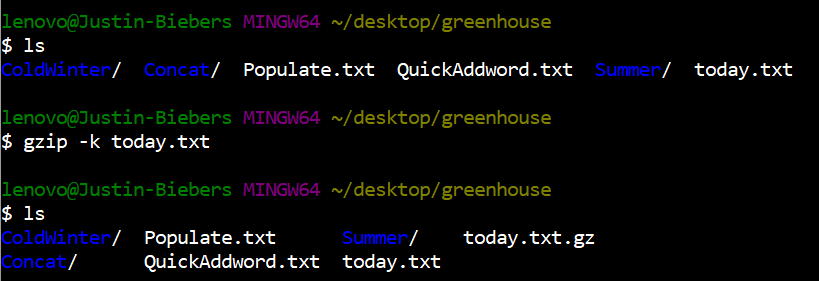 lenovo@Justin-Biebers MINGW64 ~/desktop/greenhouse
$ ls
ColdWinter/  Concat/  Populate.txt  QuickAddword.txt  Summer/  today.txt
lenovo@Justin-Biebers MINGW64 ~/desktop/greenhouse
$ gzip -k today.txt
lenovo@Justin-Biebers MINGW64 ~/desktop/greenhouse
$ ls
ColdWinter/  Populate.txt      Summer/    today.txt.gz
Concat/      QuickAddword.txt  today.txt